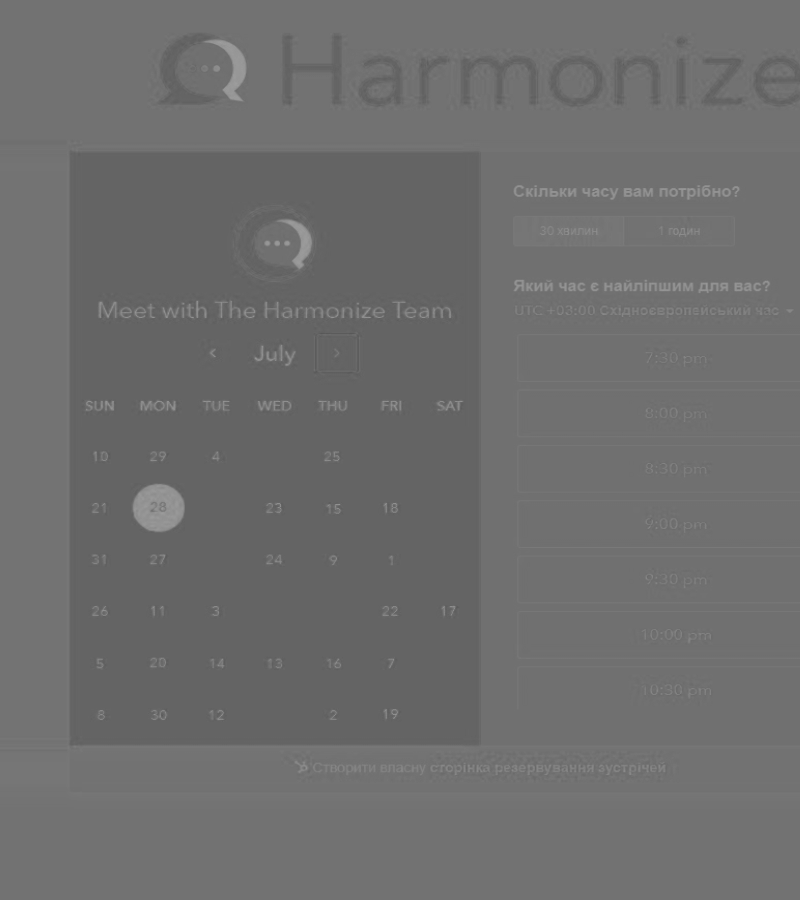 Harmonize
Meet with The Harmonize Team
July
SUN MON TUE WED THU FRI SAT
10 29 4 25
21 28 23 15 18
31 27 24 9 1
26 11 3 22 17
5 20 14 13 16 7
8 30 12 2 19
Скільки часу вам потрібно?
30 хвилин 1 годин
Який час є найліпшим для вас?
UTC +03:00 Східноєвропейський час
7:30 pm
8:00 pm
8:30 pm
9:00 pm
9:30 pm
10:00 pm
10:30 pm
Створити власну сторінка резервування зустрічей